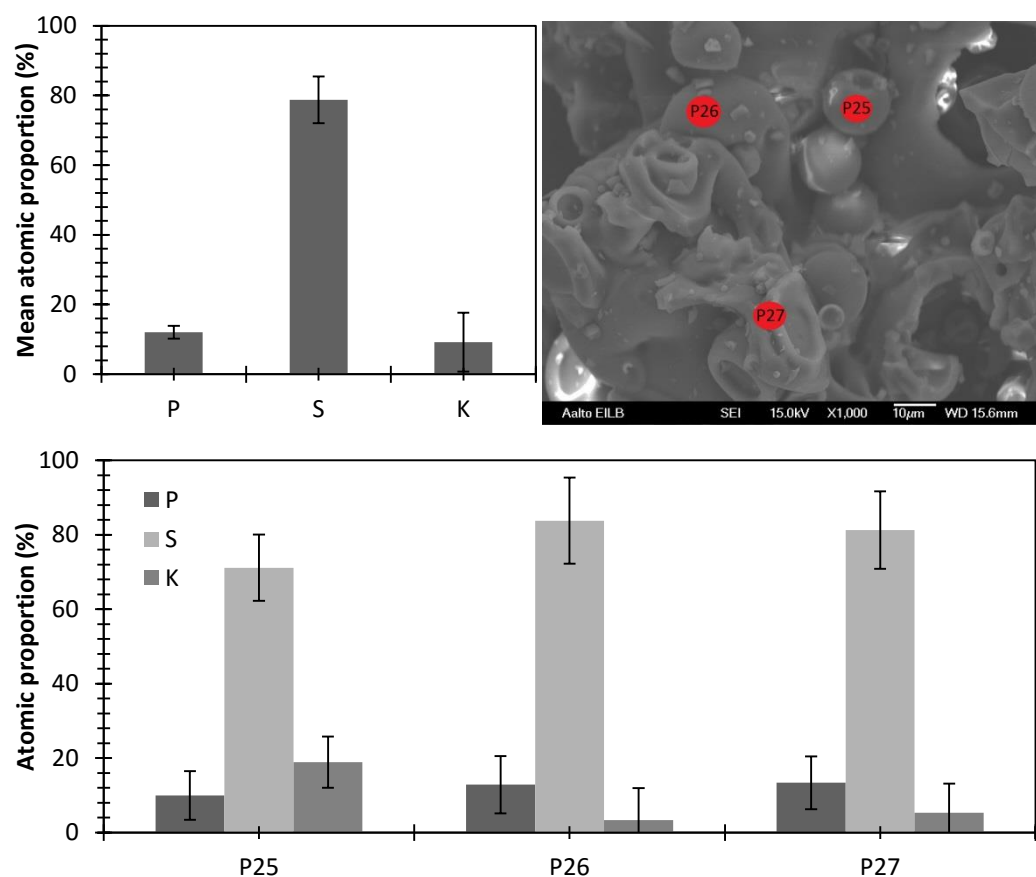 Mean atomic proportion (%)
100
80
60
40
20
0
P S K
P26 P25
P27
Aalto EILB SEI 15.0kV X1,000 10µm WD 15.6mm
Atomic proportion (%)
100
80
60
40
20
0
P
S
K
P25 P26 P27